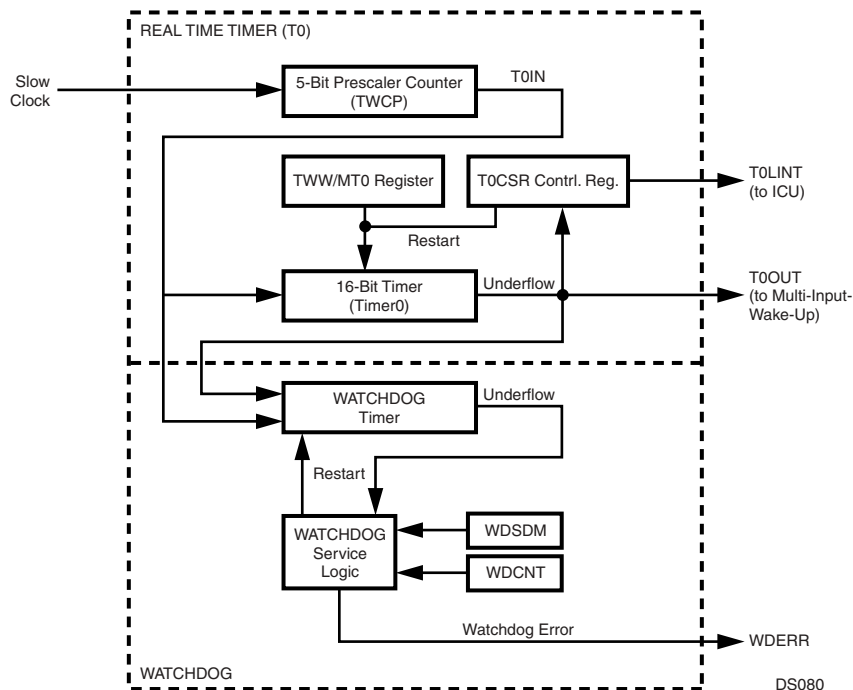 REAL TIME TIMER (T0)
Slow
Clock
5-Bit Prescaler Counter
(TWCP)
T0IN
TWW/MT0 Register
T0CSR Contrl. Reg.
T0LINT
(to ICU)
Restart
16-Bit Timer
(Timer0)
Underflow
T0OUT
(to Multi-Input-
Wake-Up)
WATCHDOG
Timer
Underflow
Restart
WATCHDOG
Service
Logic
WDSDM
WDCNT
Watchdog Error
WDERR
WATCHDOG
DS080